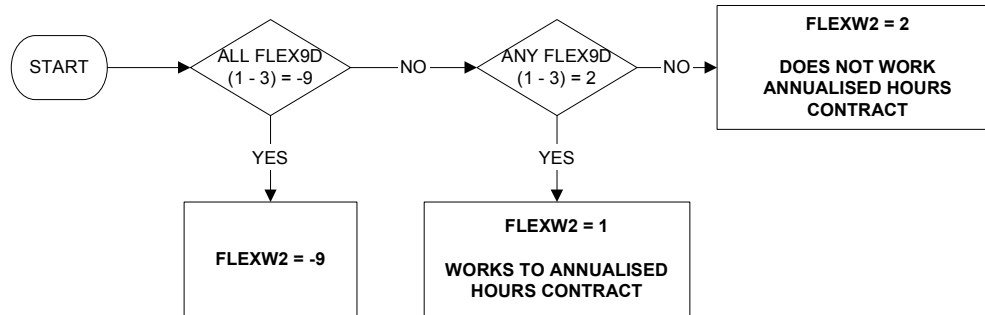 START
ALL FLEX9D
(1 - 3) = -9
NO
ANY FLEX9D
(1 - 3) = 2
NO
FLEXW2 = 2
DOES NOT WORK
ANNUALISED HOURS
CONTRACT
YES
YES
FLEXW2 = -9
FLEXW2 = 1
WORKS TO ANNUALISED
HOURS CONTRACT